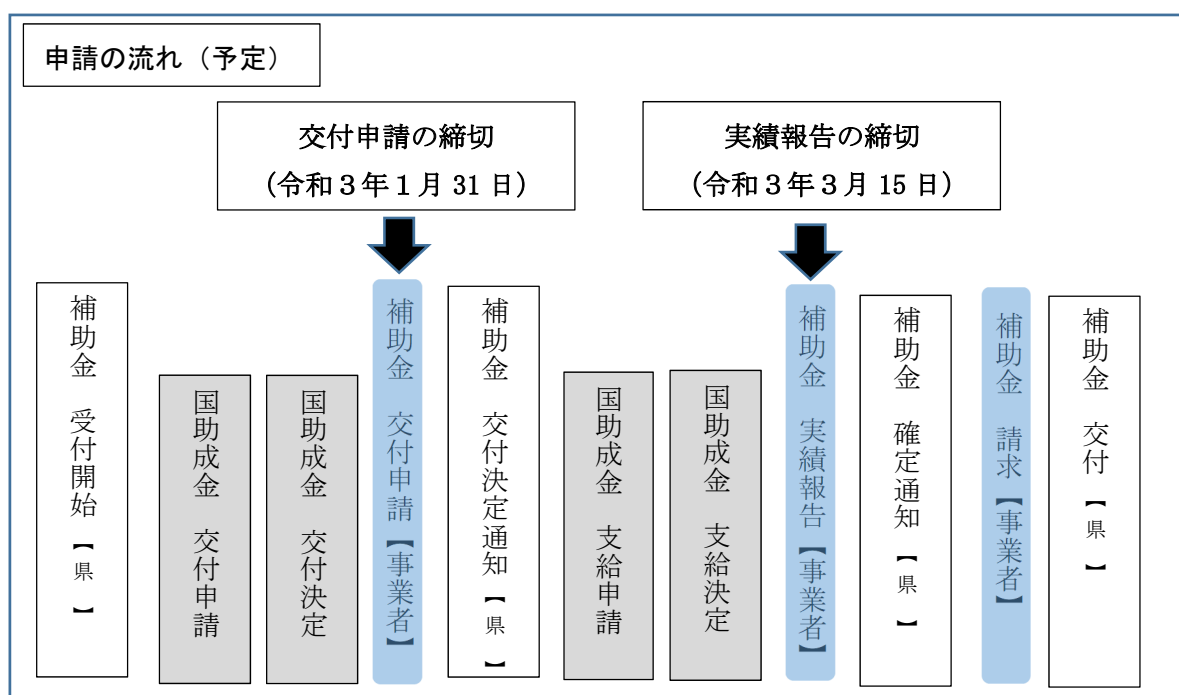 申請の流れ（予定）
交付申請の締切
（令和３年１月 31 日）
実績報告の締切
（令和３年３月 15 日）
補助金　受付開始【県】
国助成金　交付申請
国助成金　交付決定
補助金　交付申請【事業者】
補助金　交付決定通知【県】
国助成金　支給申請
国助成金　支給決定
補助金　実績報告【事業者】
補助金　確定通知【県】
補助金　請求【事業者】
補助金　交付【県】